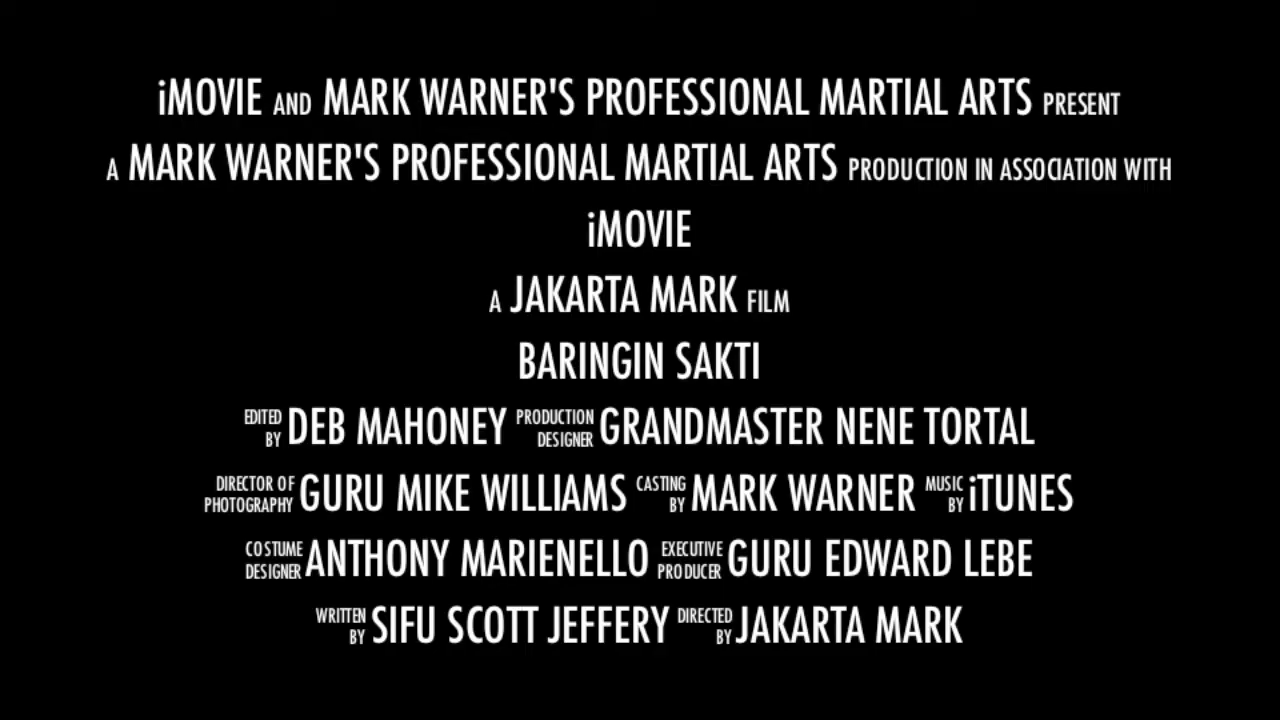 iMOVIE AND MARK WARNER'S PROFESSIONAL MARTIAL ARTS PRESENT
A MARK WARNER'S PROFESSIONAL MARTIAL ARTS PRODUCTION IN ASSOCIATION WITH
iMOVIE
A JAKARTA MARK FILM
BARINGIN SAKTI
EDITED BY DEB MAHONEY PRODUCTION DESIGNER GRANDMASTER NENE TORTAL
DIRECTOR OF PHOTOGRAPHY GURU MIKE WILLIAMS CASTING BY MARK WARNER MUSIC BY iTUNES
COSTUME DESIGNER ANTHONY MARIENELLO EXECUTIVE PRODUCER GURU EDWARD LEBE
WRITTEN BY SIFU SCOTT JEFFERY DIRECTED BY JAKARTA MARK